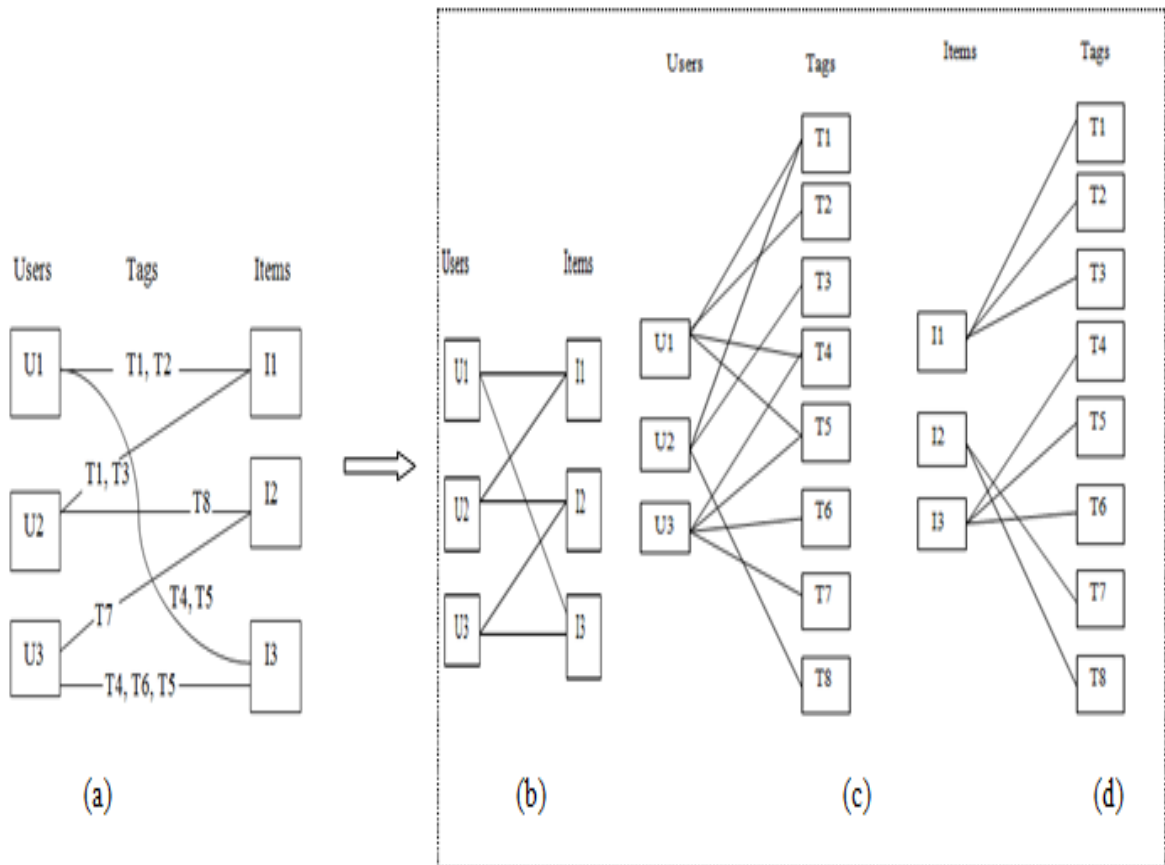 Users Tags Items
U1 T1, T2 I1
T1, T3
U2 T8 I2
T7 T4, T5
U3 I3
T4, T6, T5
(a)
Users Items
U1 I1
U2 I2
U3 I3
(b)
Users Tags
T1
T2
T3
U1 T4
U2 T5
U3 T6
T7
T8
(c)
Items Tags
T1
T2
T3
I1 T4
I2 T5
I3 T6
T7
T8
(d)